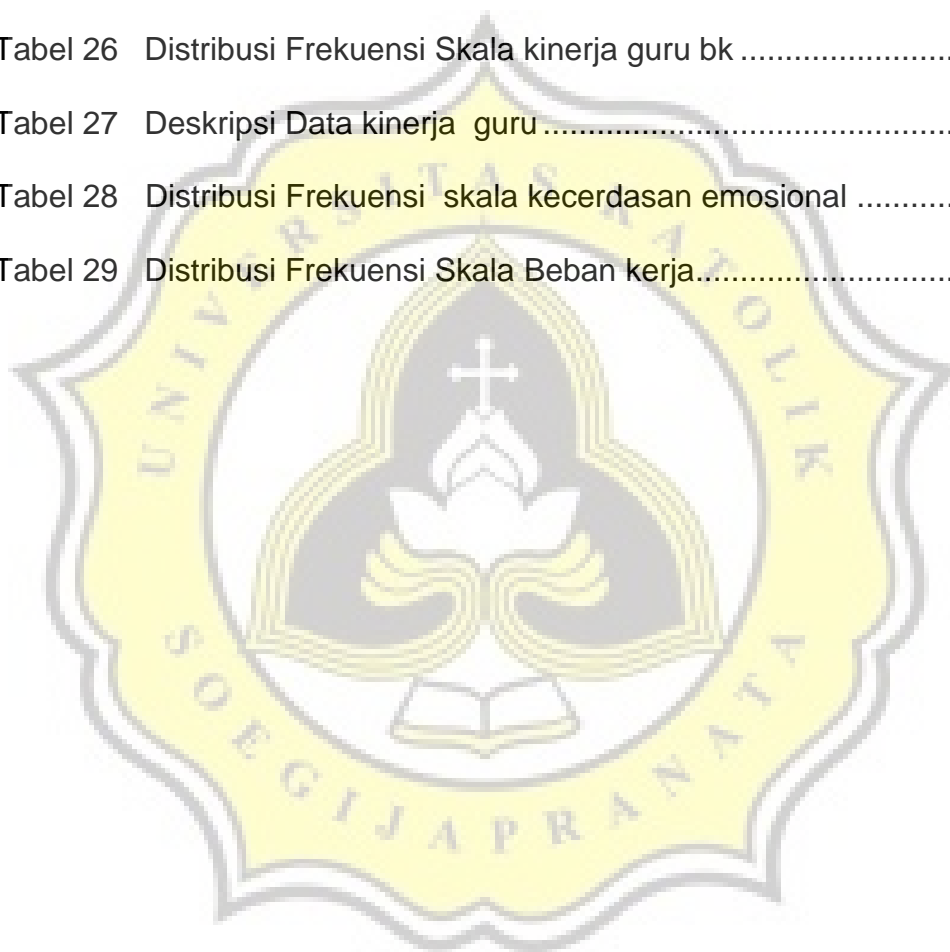 Tabel 26 Distribusi Frekuensi Skala kinerja guru bk ........................
Tabel 27 Deskripsi Data kinerja  guru ...............................................
Tabel 28 Distribusi Frekuensi  skala kecerdasan emosional ...........
Tabel 29 Distribusi Frekuensi Skala Beban kerja.............................
UNIVERSITAS KATOLIK
SOEGIJAPRANATA